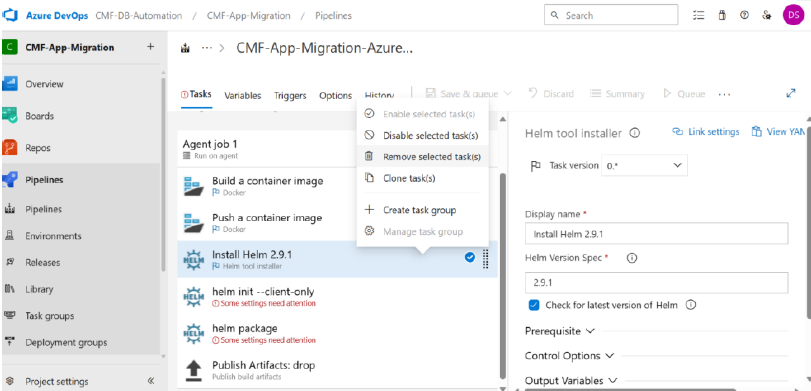 Azure DevOps CMF-DB-Automation / CMF-App-Migration / Pipelines
Search
DS
C CMF-App-Migration +
Overview
Boards
Repos
Pipelines
Pipelines
Environments
Releases
Library
Task groups
Deployment groups
Project settings «
··· > CMF-App-Migration-Azure...
Tasks Variables Triggers Options History
Save & queue Discard Summary Queue ···
Agent job 1
Run on agent
Build a container image
Docker
Push a container image
Docker
HELM Install Helm 2.9.1
Helm tool installer
HELM helm init --client-only
Some settings need attention
HELM helm package
Some settings need attention
Publish Artifacts: drop
Publish build artifacts
Enable selected task(s)
Disable selected task(s)
Remove selected task(s)
Clone task(s)
+ Create task group
Manage task group
Helm tool installer
Link settings View YAN
Task version 0.*
Display name *
Install Helm 2.9.1
Helm Version Spec *
2.9.1
Check for latest version of Helm
Prerequisite
Control Options
Output Variables